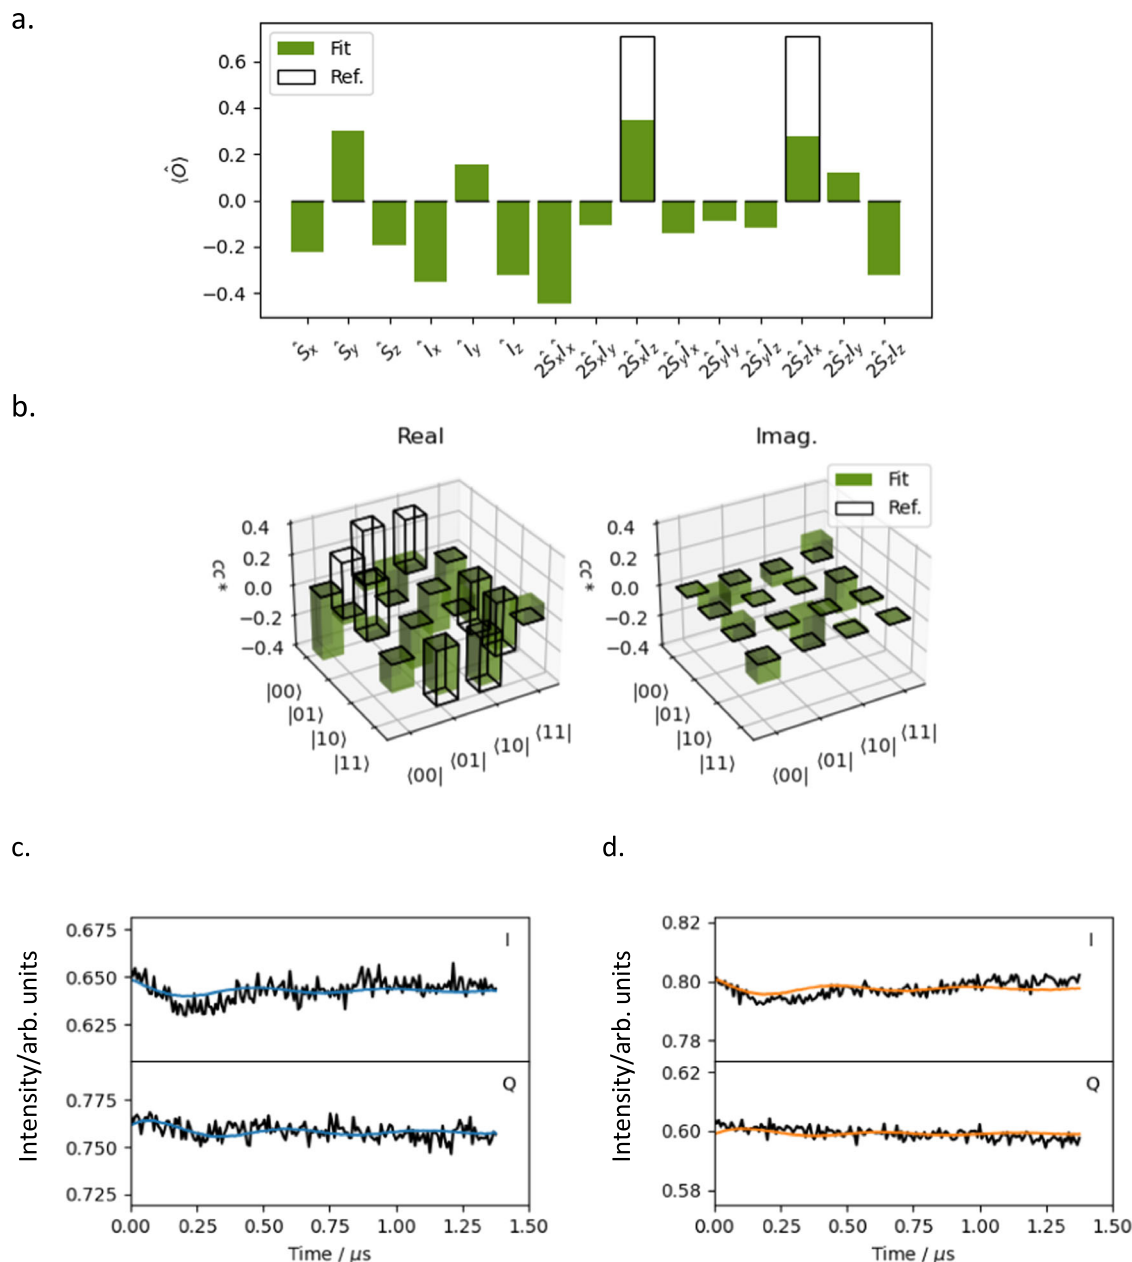 a.
Fit
Ref.
0.6
0.4
0.2
0.0
−0.2
−0.4
⟨Ô⟩
Ŝx Ŝy Ŝz Îx Îy Îz 2ŜxÎx 2ŜxÎy 2ŜxÎz 2ŜyÎx 2ŜyÎy 2ŜyÎz 2ŜzÎx 2ŜzÎy 2ŜzÎz
b.
Real
Imag.
Fit
Ref.
0.4
0.2
0.0
−0.2
−0.4
|00⟩
|01⟩
|10⟩
|11⟩
⟨00|
⟨01|
⟨10|
⟨11|
0.4
0.2
0.0
−0.2
−0.4
|00⟩
|01⟩
|10⟩
|11⟩
⟨00|
⟨01|
⟨10|
⟨11|
c.
Intensity/arb. units
0.675
0.650
0.625
I
0.775
0.750
0.725
Q
0.00 0.25 0.50 0.75 1.00 1.25 1.50
Time / μs
d.
Intensity/arb. units
0.82
0.80
0.78
I
0.62
0.60
0.58
Q
0.00 0.25 0.50 0.75 1.00 1.25 1.50
Time / μs